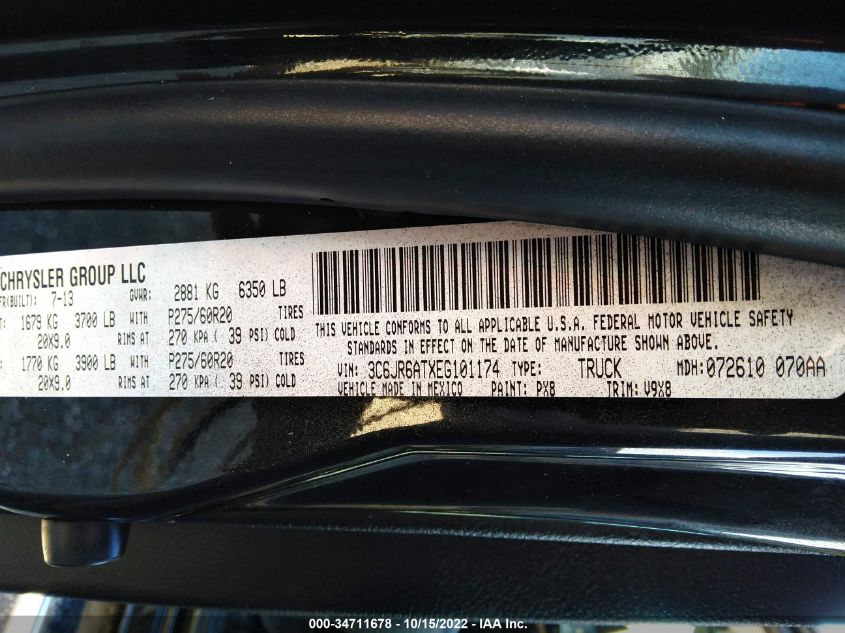 CHRYSLER GROUP LLC
FR(BUILT): 7-13 GVWR: 2881 KG 6350 LB
T: 1679 KG 3700 LB WITH P275/60R20 TIRES
20X9.0 RIMS AT 270 KPA ( 39 PSI) COLD
1770 KG 3900 LB WITH P275/60R20 TIRES
20X9.0 RIMS AT 270 KPA ( 39 PSI) COLD
THIS VEHICLE CONFORMS TO ALL APPLICABLE U.S.A. FEDERAL MOTOR VEHICLE SAFETY
STANDARDS IN EFFECT ON THE DATE OF MANUFACTURE SHOWN ABOVE.
VIN: 3C6JR6ATXEG101174 TYPE: TRUCK MDH: 072610 070AA
VEHICLE MADE IN MEXICO PAINT: PX8 TRIM: V9X8
000-34711678 - 10/15/2022 - IAA Inc.